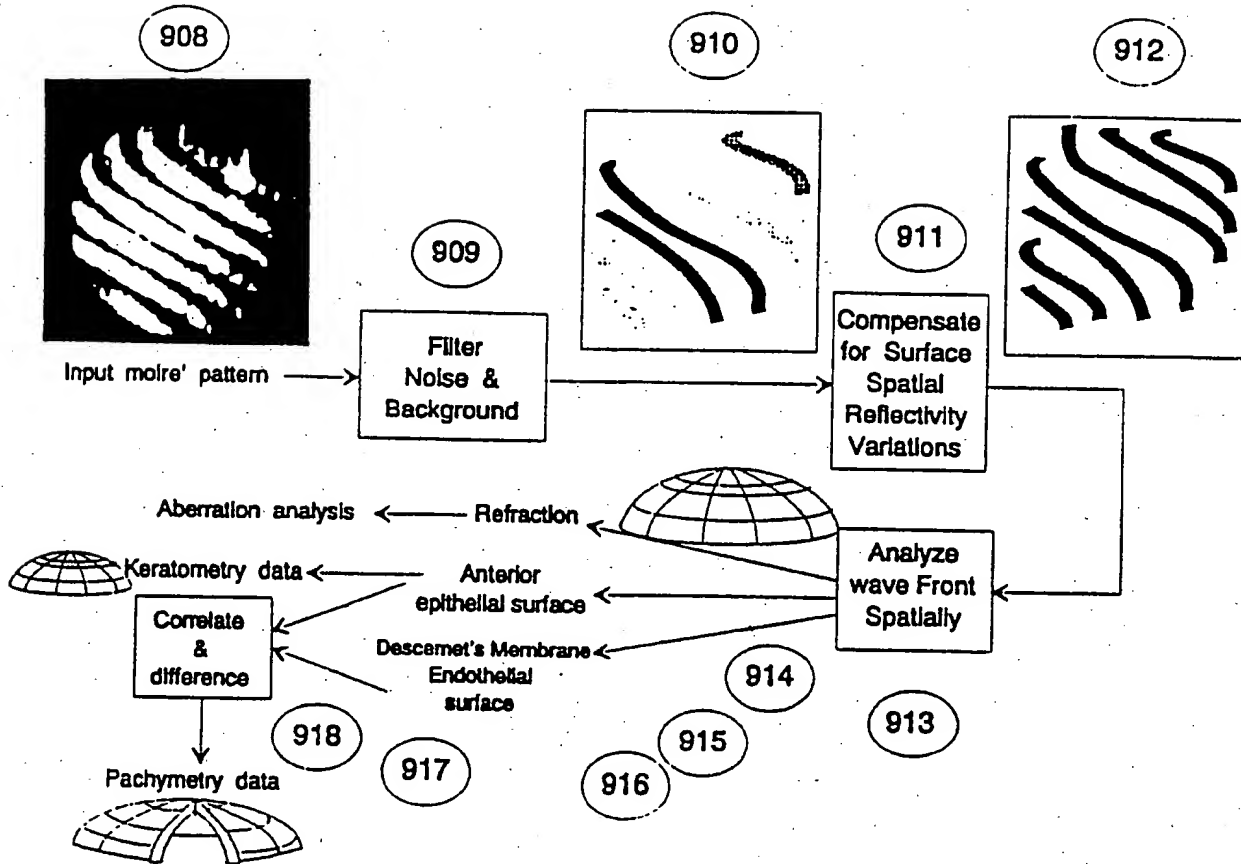 908
910
912
909
911
Input moire' pattern
Filter
Noise &
Background
Compensate
for Surface
Spatial
Reflectivity
Variations
Aberration analysis
Refraction
Analyze
wave Front
Spatially
Keratometry data
Anterior
epithelial surface
Correlate
&
difference
Descemet's Membrane
Endothelial
surface
914
913
915
918
917
916
Pachymetry data